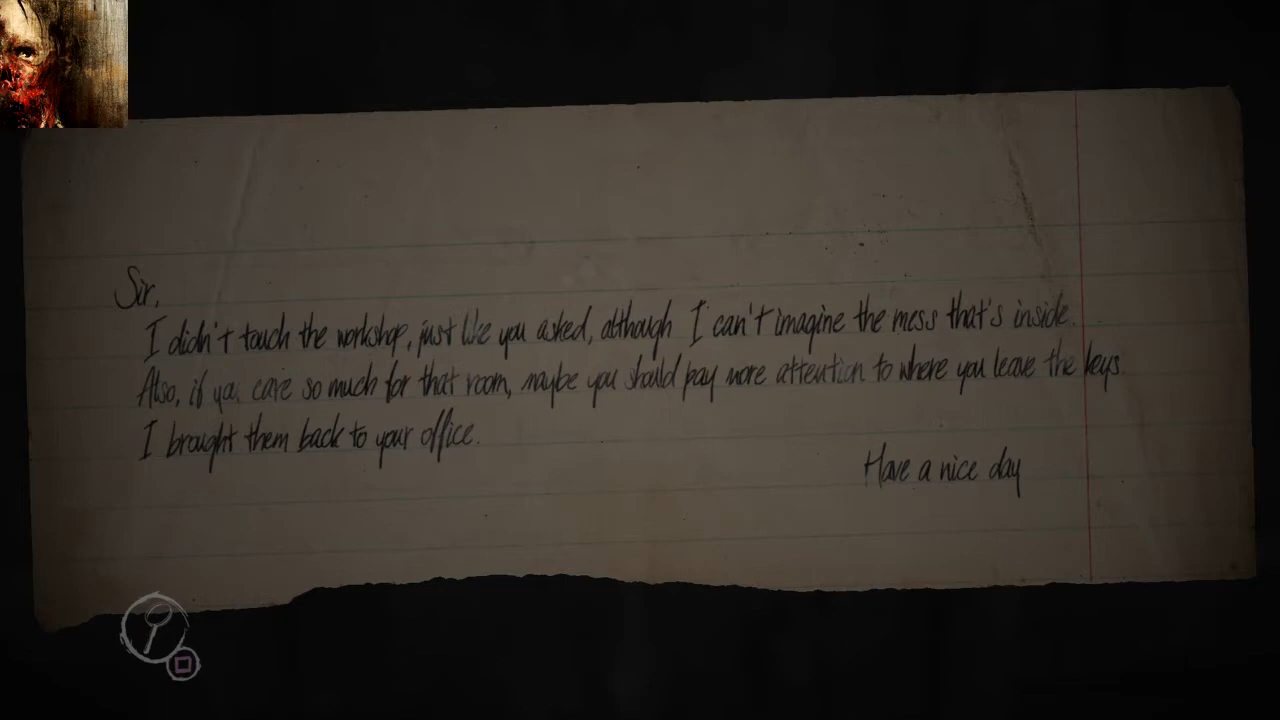 Sir,
I didn't touch the workshop, just like you asked, although I can't imagine the mess that's inside.
Also, if you care so much for that room, maybe you should pay more attention to where you leave the keys.
I brought them back to your office.
Have a nice day